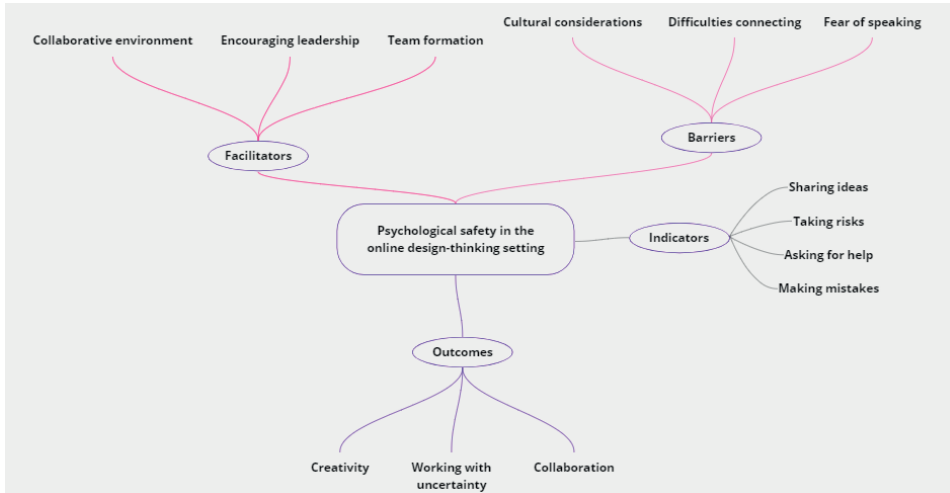 Cultural considerations
Difficulties connecting
Fear of speaking
Collaborative environment
Encouraging leadership
Team formation
Barriers
Facilitators
Sharing ideas
Taking risks
Psychological safety in the
online design-thinking setting
Indicators
Asking for help
Making mistakes
Outcomes
Creativity
Working with
uncertainty
Collaboration